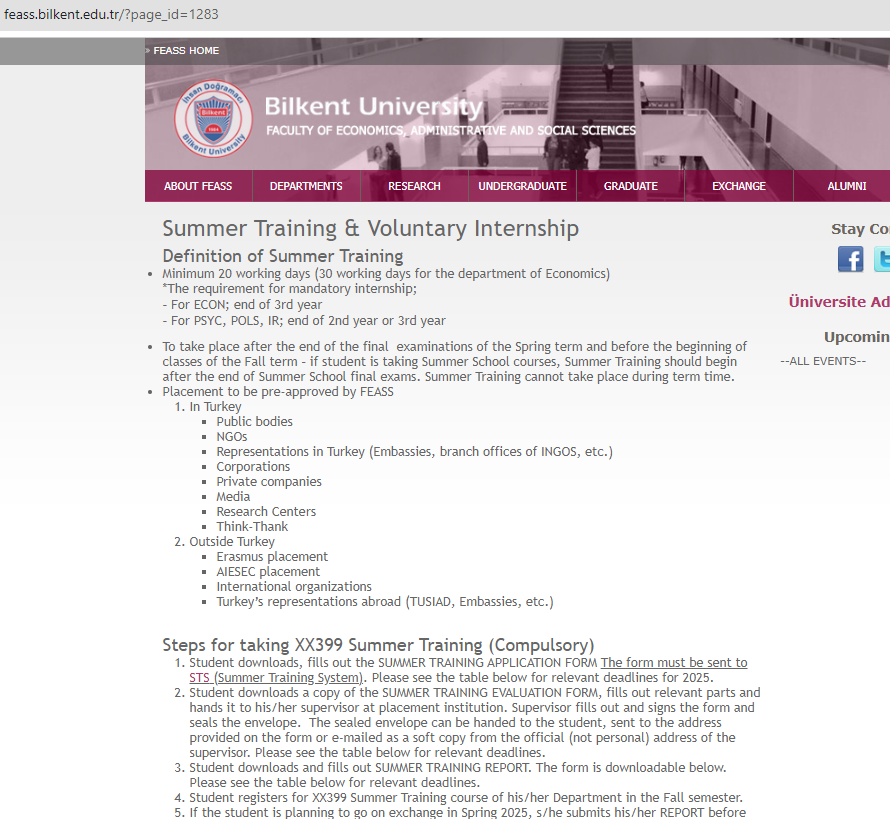 feass.bilkent.edu.tr/?page_id=1283
» FEASS HOME
İhsan Doğramacı
Bilkent
1984
Bilkent University
Bilkent University
FACULTY OF ECONOMICS, ADMINISTRATIVE AND SOCIAL SCIENCES
ABOUT FEASS DEPARTMENTS RESEARCH UNDERGRADUATE GRADUATE EXCHANGE ALUMNI
Summer Training & Voluntary Internship
Definition of Summer Training
• Minimum 20 working days (30 working days for the department of Economics)
*The requirement for mandatory internship;
– For ECON; end of 3rd year
– For PSYC, POLS, IR; end of 2nd year or 3rd year
• To take place after the end of the final examinations of the Spring term and before the beginning of
classes of the Fall term – if student is taking Summer School courses, Summer Training should begin
after the end of Summer School final exams. Summer Training cannot take place during term time.
• Placement to be pre-approved by FEASS
1. In Turkey
▪ Public bodies
▪ NGOs
▪ Representations in Turkey (Embassies, branch offices of INGOS, etc.)
▪ Corporations
▪ Private companies
▪ Media
▪ Research Centers
▪ Think-Thank
2. Outside Turkey
▪ Erasmus placement
▪ AIESEC placement
▪ International organizations
▪ Turkey's representations abroad (TUSIAD, Embassies, etc.)
Steps for taking XX399 Summer Training (Compulsory)
1. Student downloads, fills out the SUMMER TRAINING APPLICATION FORM The form must be sent to
STS (Summer Training System). Please see the table below for relevant deadlines for 2025.
2. Student downloads a copy of the SUMMER TRAINING EVALUATION FORM, fills out relevant parts and
hands it to his/her supervisor at placement institution. Supervisor fills out and signs the form and
seals the envelope. The sealed envelope can be handed to the student, sent to the address
provided on the form or e-mailed as a soft copy from the official (not personal) address of the
supervisor. Please see the table below for relevant deadlines.
3. Student downloads and fills out SUMMER TRAINING REPORT. The form is downloadable below.
Please see the table below for relevant deadlines.
4. Student registers for XX399 Summer Training course of his/her Department in the Fall semester.
5. If the student is planning to go on exchange in Spring 2025, s/he submits his/her REPORT before
Stay Co
f
Üniversite Ad
Upcomin
--ALL EVENTS--